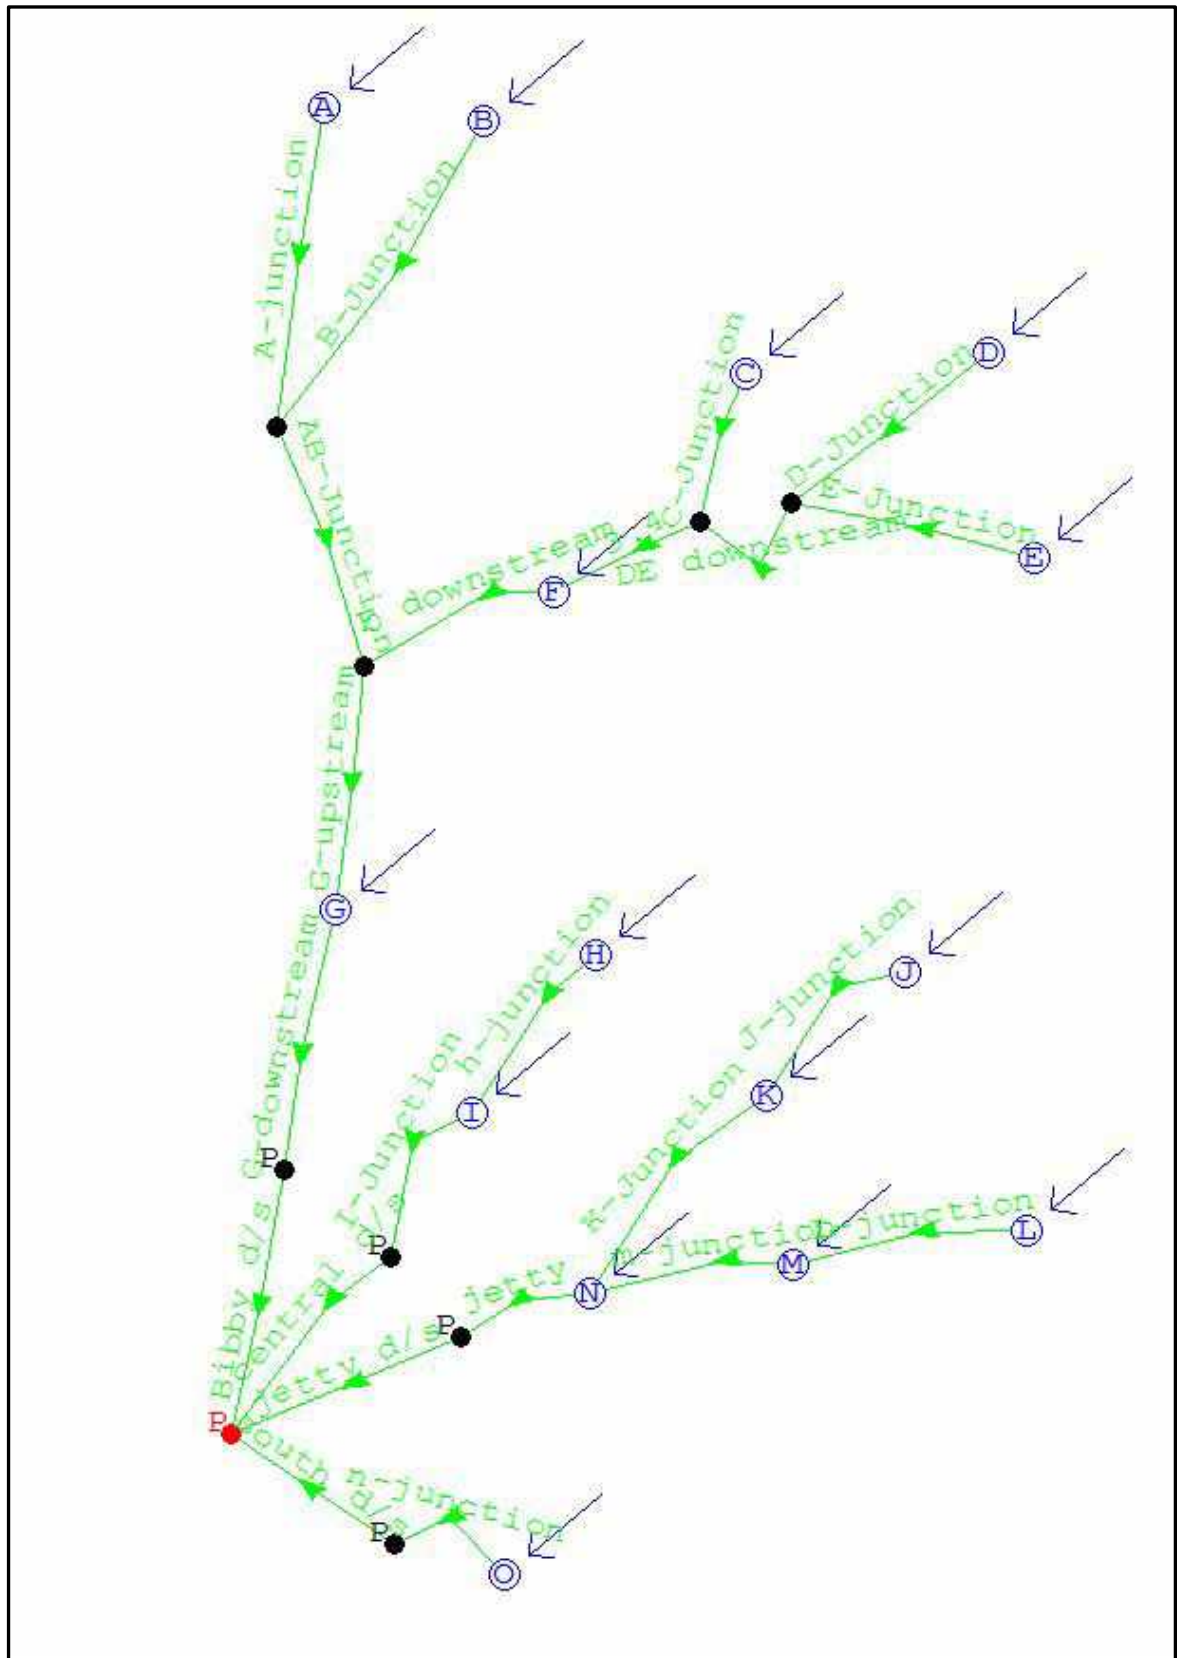 A
B
A-junction
B-Junction
C
D
C-Junction
D-Junction
E-Junction
E
AB-Junction
downstream
F
DE downstream
G-upstream
G
G-downstream
H
h-junction
J
J-junction
I
I-Junction
K
K-Junction
P
Bibby d/s
P
central d/s
L
L-junction
M
m-junction
N
jetty
P
jetty d/s
P
south d/s
n-junction
P
O